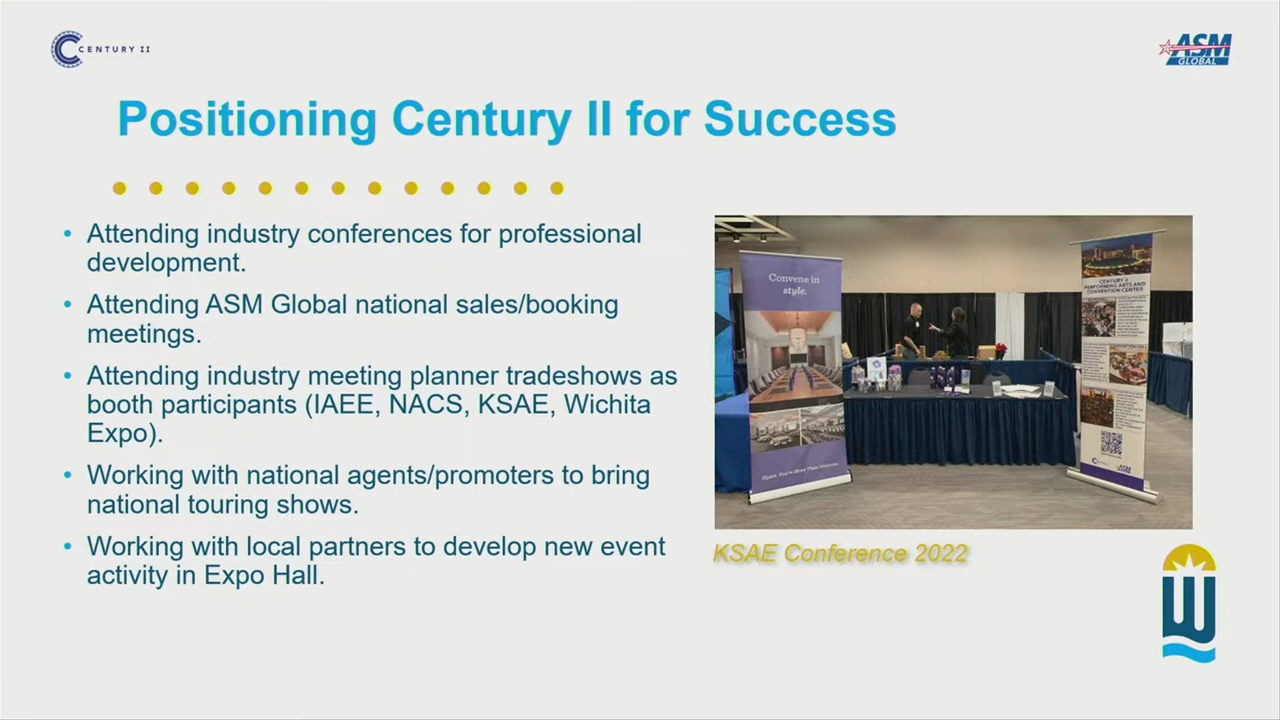 CENTURY II
ASM
GLOBAL
Positioning Century II for Success
• Attending industry conferences for professional
development.
• Attending ASM Global national sales/booking
meetings.
• Attending industry meeting planner tradeshows as
booth participants (IAEE, NACS, KSAE, Wichita
Expo).
• Working with national agents/promoters to bring
national touring shows.
• Working with local partners to develop new event
activity in Expo Hall.
Convene in
style.
CENTURY II
PERFORMING ARTS AND
CONVENTION CENTER
ASM
KSAE Conference 2022
W